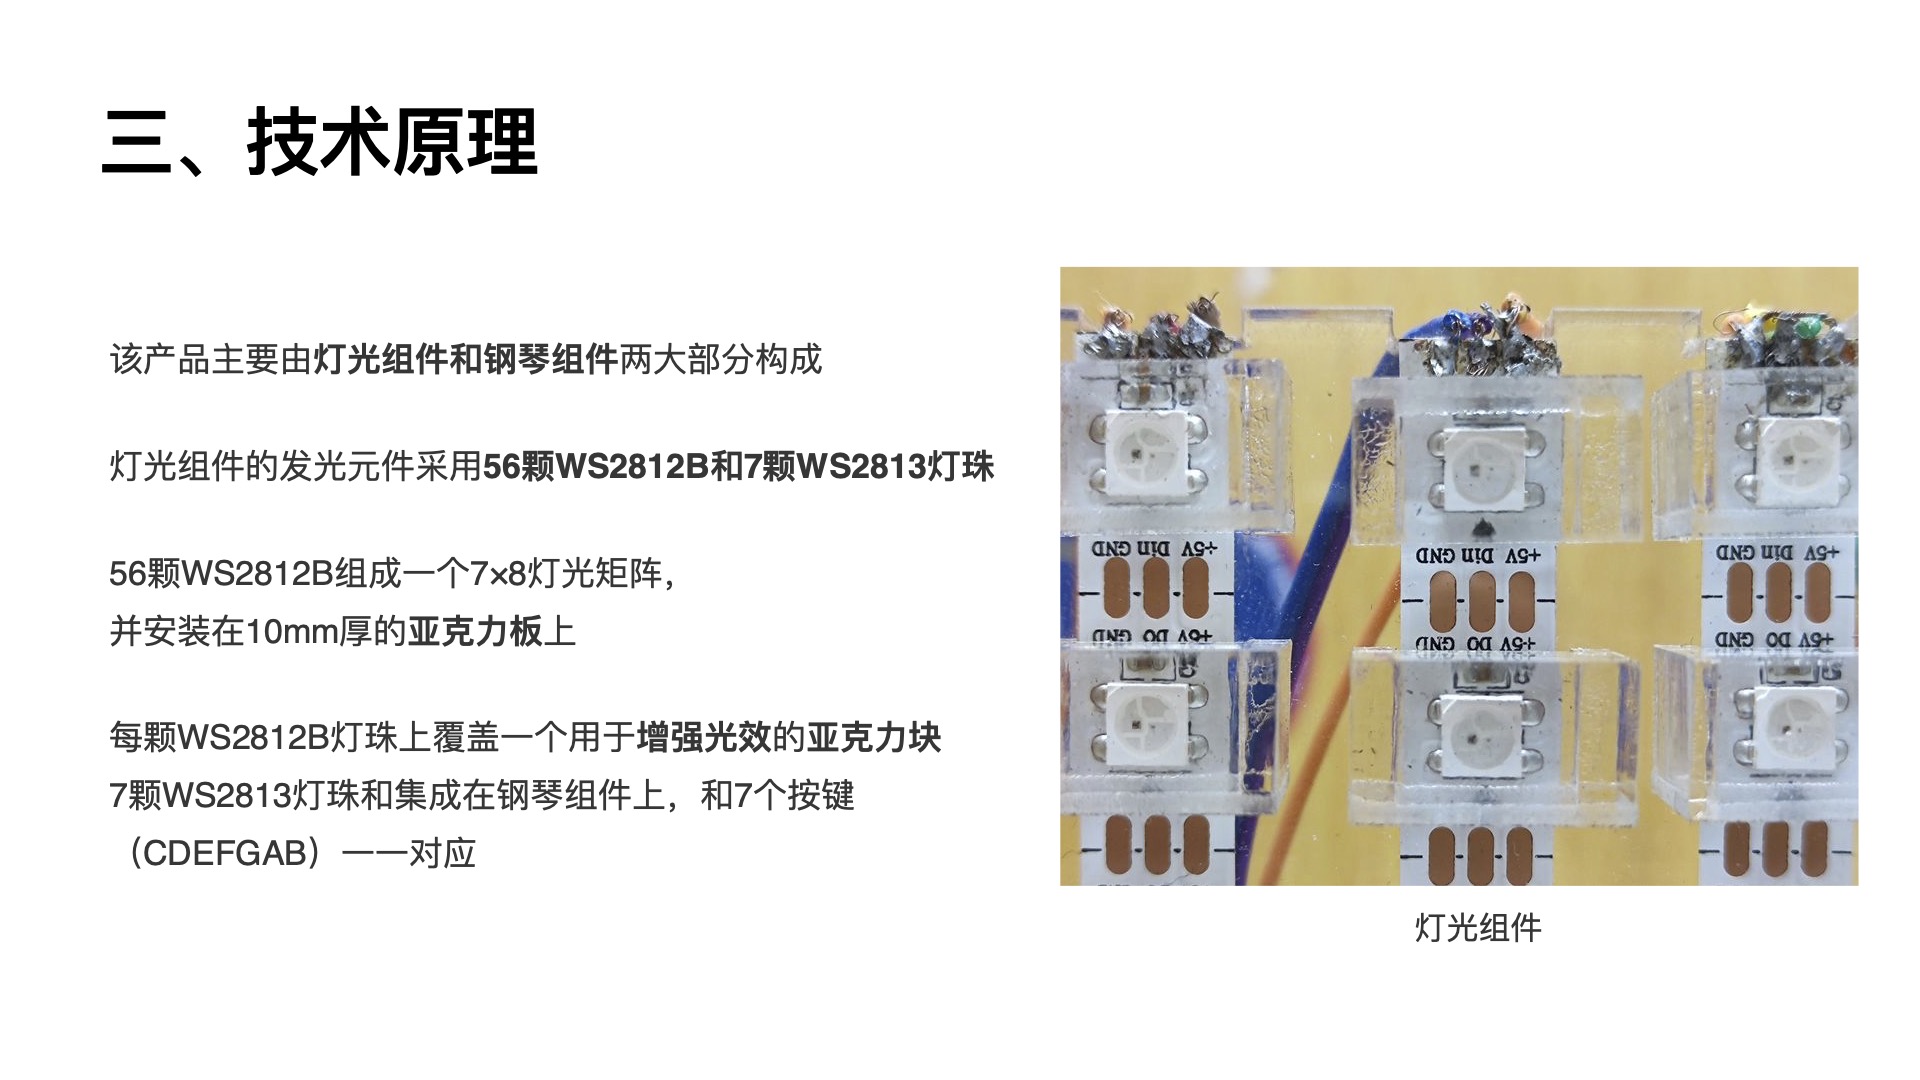 三、技术原理
该产品主要由灯光组件和钢琴组件两大部分构成
灯光组件的发光元件采用56颗WS2812B和7颗WS2813灯珠
56颗WS2812B组成一个7×8灯光矩阵，
并安装在10mm厚的亚克力板上
每颗WS2812B灯珠上覆盖一个用于增强光效的亚克力块
7颗WS2813灯珠和集成在钢琴组件上，和7个按键
（CDEFGAB）一一对应
GND Din +5V
GND Din +5V
GND Din +5V
GND DO +5V
GND DO +5V
GND DO +5V
灯光组件